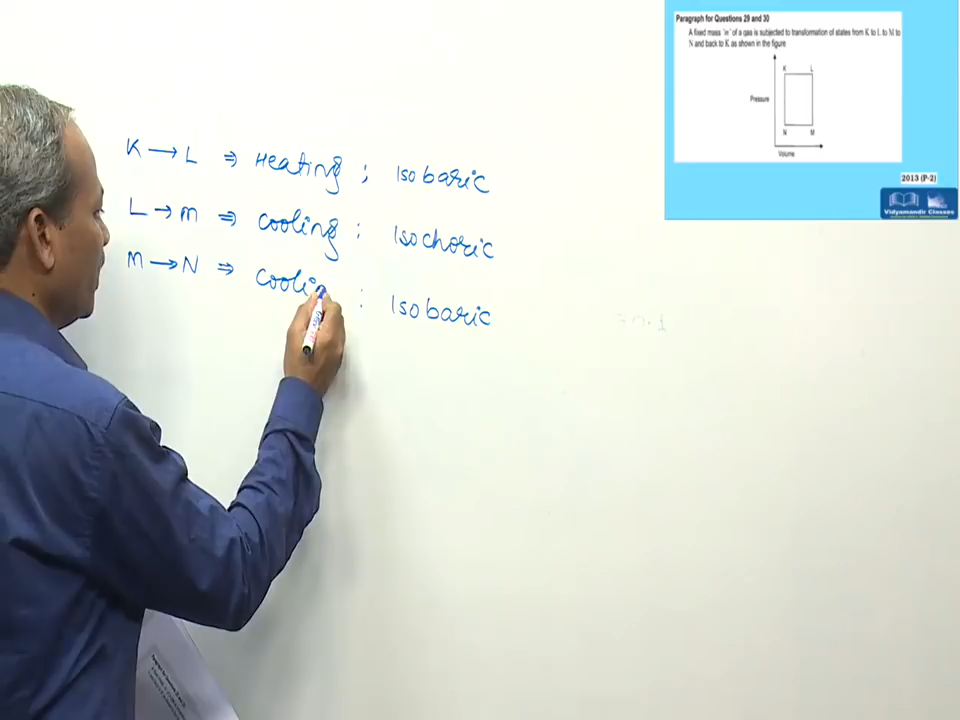 Paragraph for Questions 29 and 30
A fixed mass 'm' of a gas is subjected to transformation of states from K to L to M to
N and back to K as shown in the figure
K L
Pressure
N M
Volume
2013 (P-2)
Vidyamandir Classes
K → L ⇒ Heating ; Isobaric
L → m ⇒ cooling : Isochoric
M → N ⇒ coolin : Isobaric